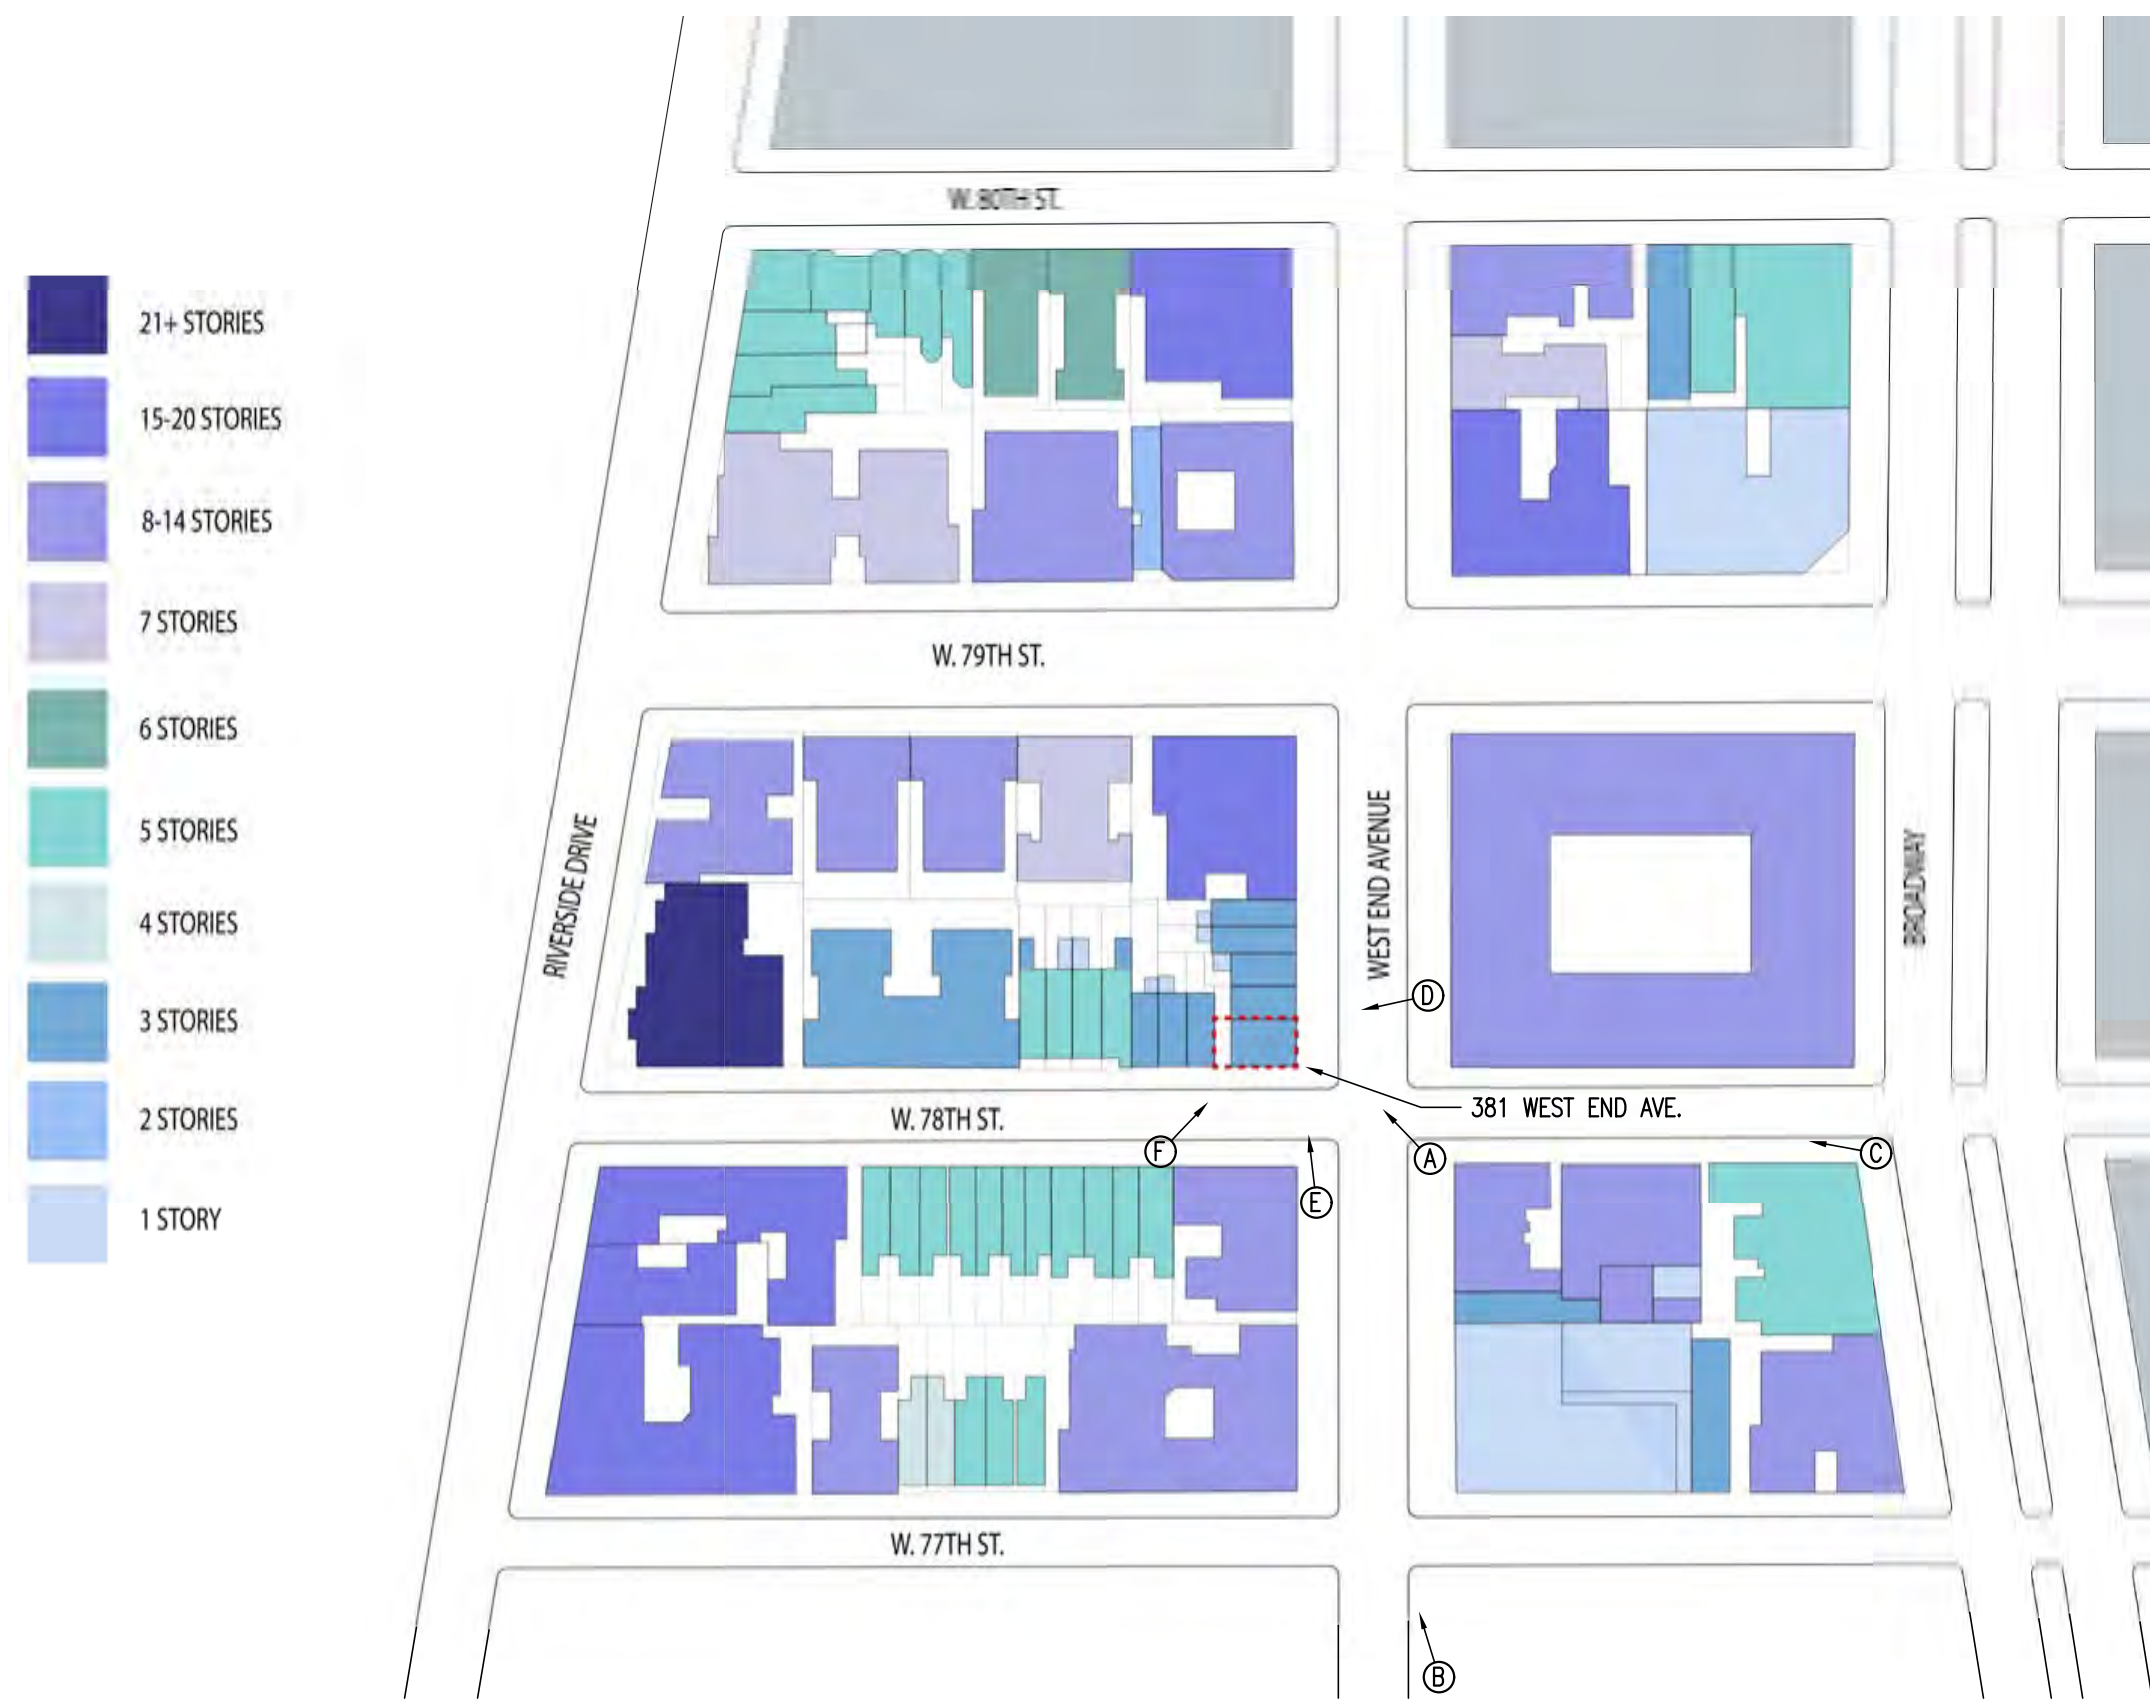 W. 80TH ST.
21+ STORIES
15-20 STORIES
8-14 STORIES
7 STORIES
6 STORIES
5 STORIES
4 STORIES
3 STORIES
2 STORIES
1 STORY
W. 79TH ST.
RIVERSIDE DRIVE
WEST END AVENUE
BROADWAY
D
381 WEST END AVE.
W. 78TH ST.
F
A
C
E
W. 77TH ST.
B